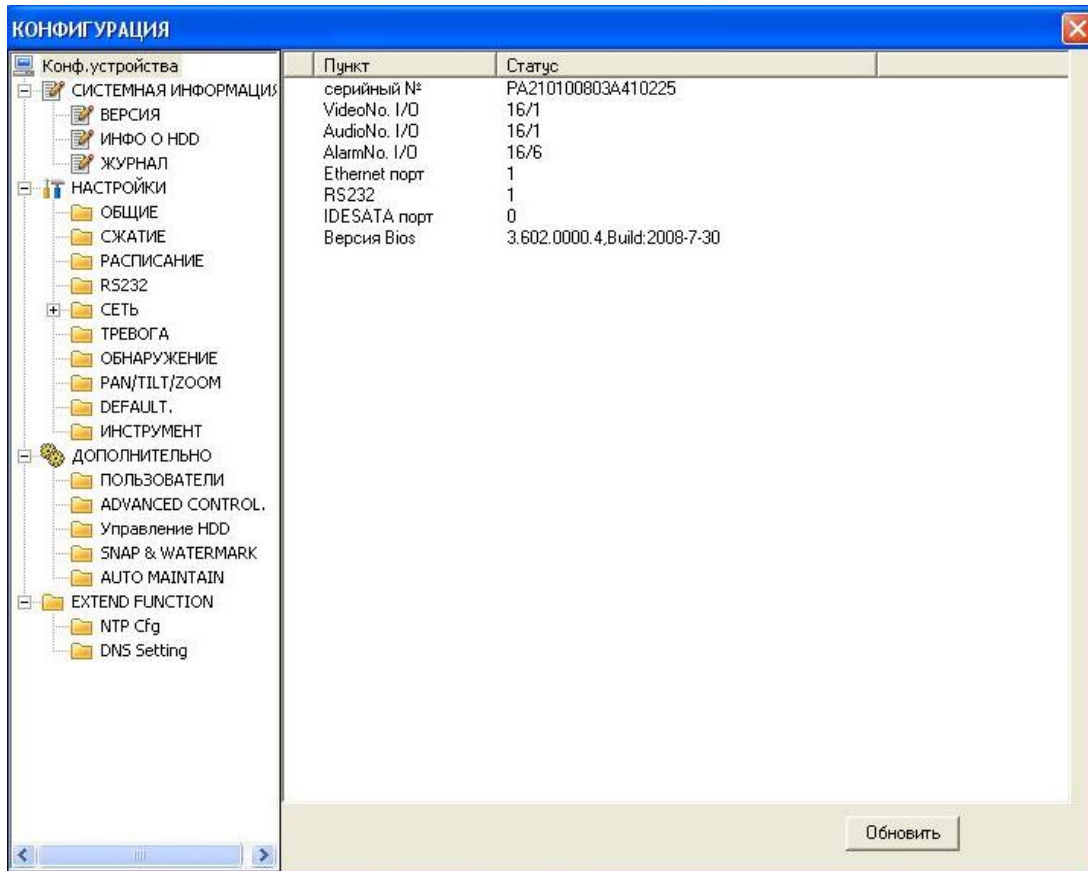 КОНФИГУРАЦИЯ
Конф.устройства
СИСТЕМНАЯ ИНФОРМАЦИЯ
ВЕРСИЯ
ИНФО О HDD
ЖУРНАЛ
НАСТРОЙКИ
ОБЩИЕ
СЖАТИЕ
РАСПИСАНИЕ
RS232
СЕТЬ
ТРЕВОГА
ОБНАРУЖЕНИЕ
PAN/TILT/ZOOM
DEFAULT.
ИНСТРУМЕНТ
ДОПОЛНИТЕЛЬНО
ПОЛЬЗОВАТЕЛИ
ADVANCED CONTROL.
Управление HDD
SNAP & WATERMARK
AUTO MAINTAIN
EXTEND FUNCTION
NTP Cfg
DNS Setting
Пункт Статус
серийный № PA210100803A410225
VideoNo. I/O 16/1
AudioNo. I/O 16/1
AlarmNo. I/O 16/6
Ethernet порт 1
RS232 1
IDESATA порт 0
Версия Bios 3.602.0000.4,Build:2008-7-30
Обновить